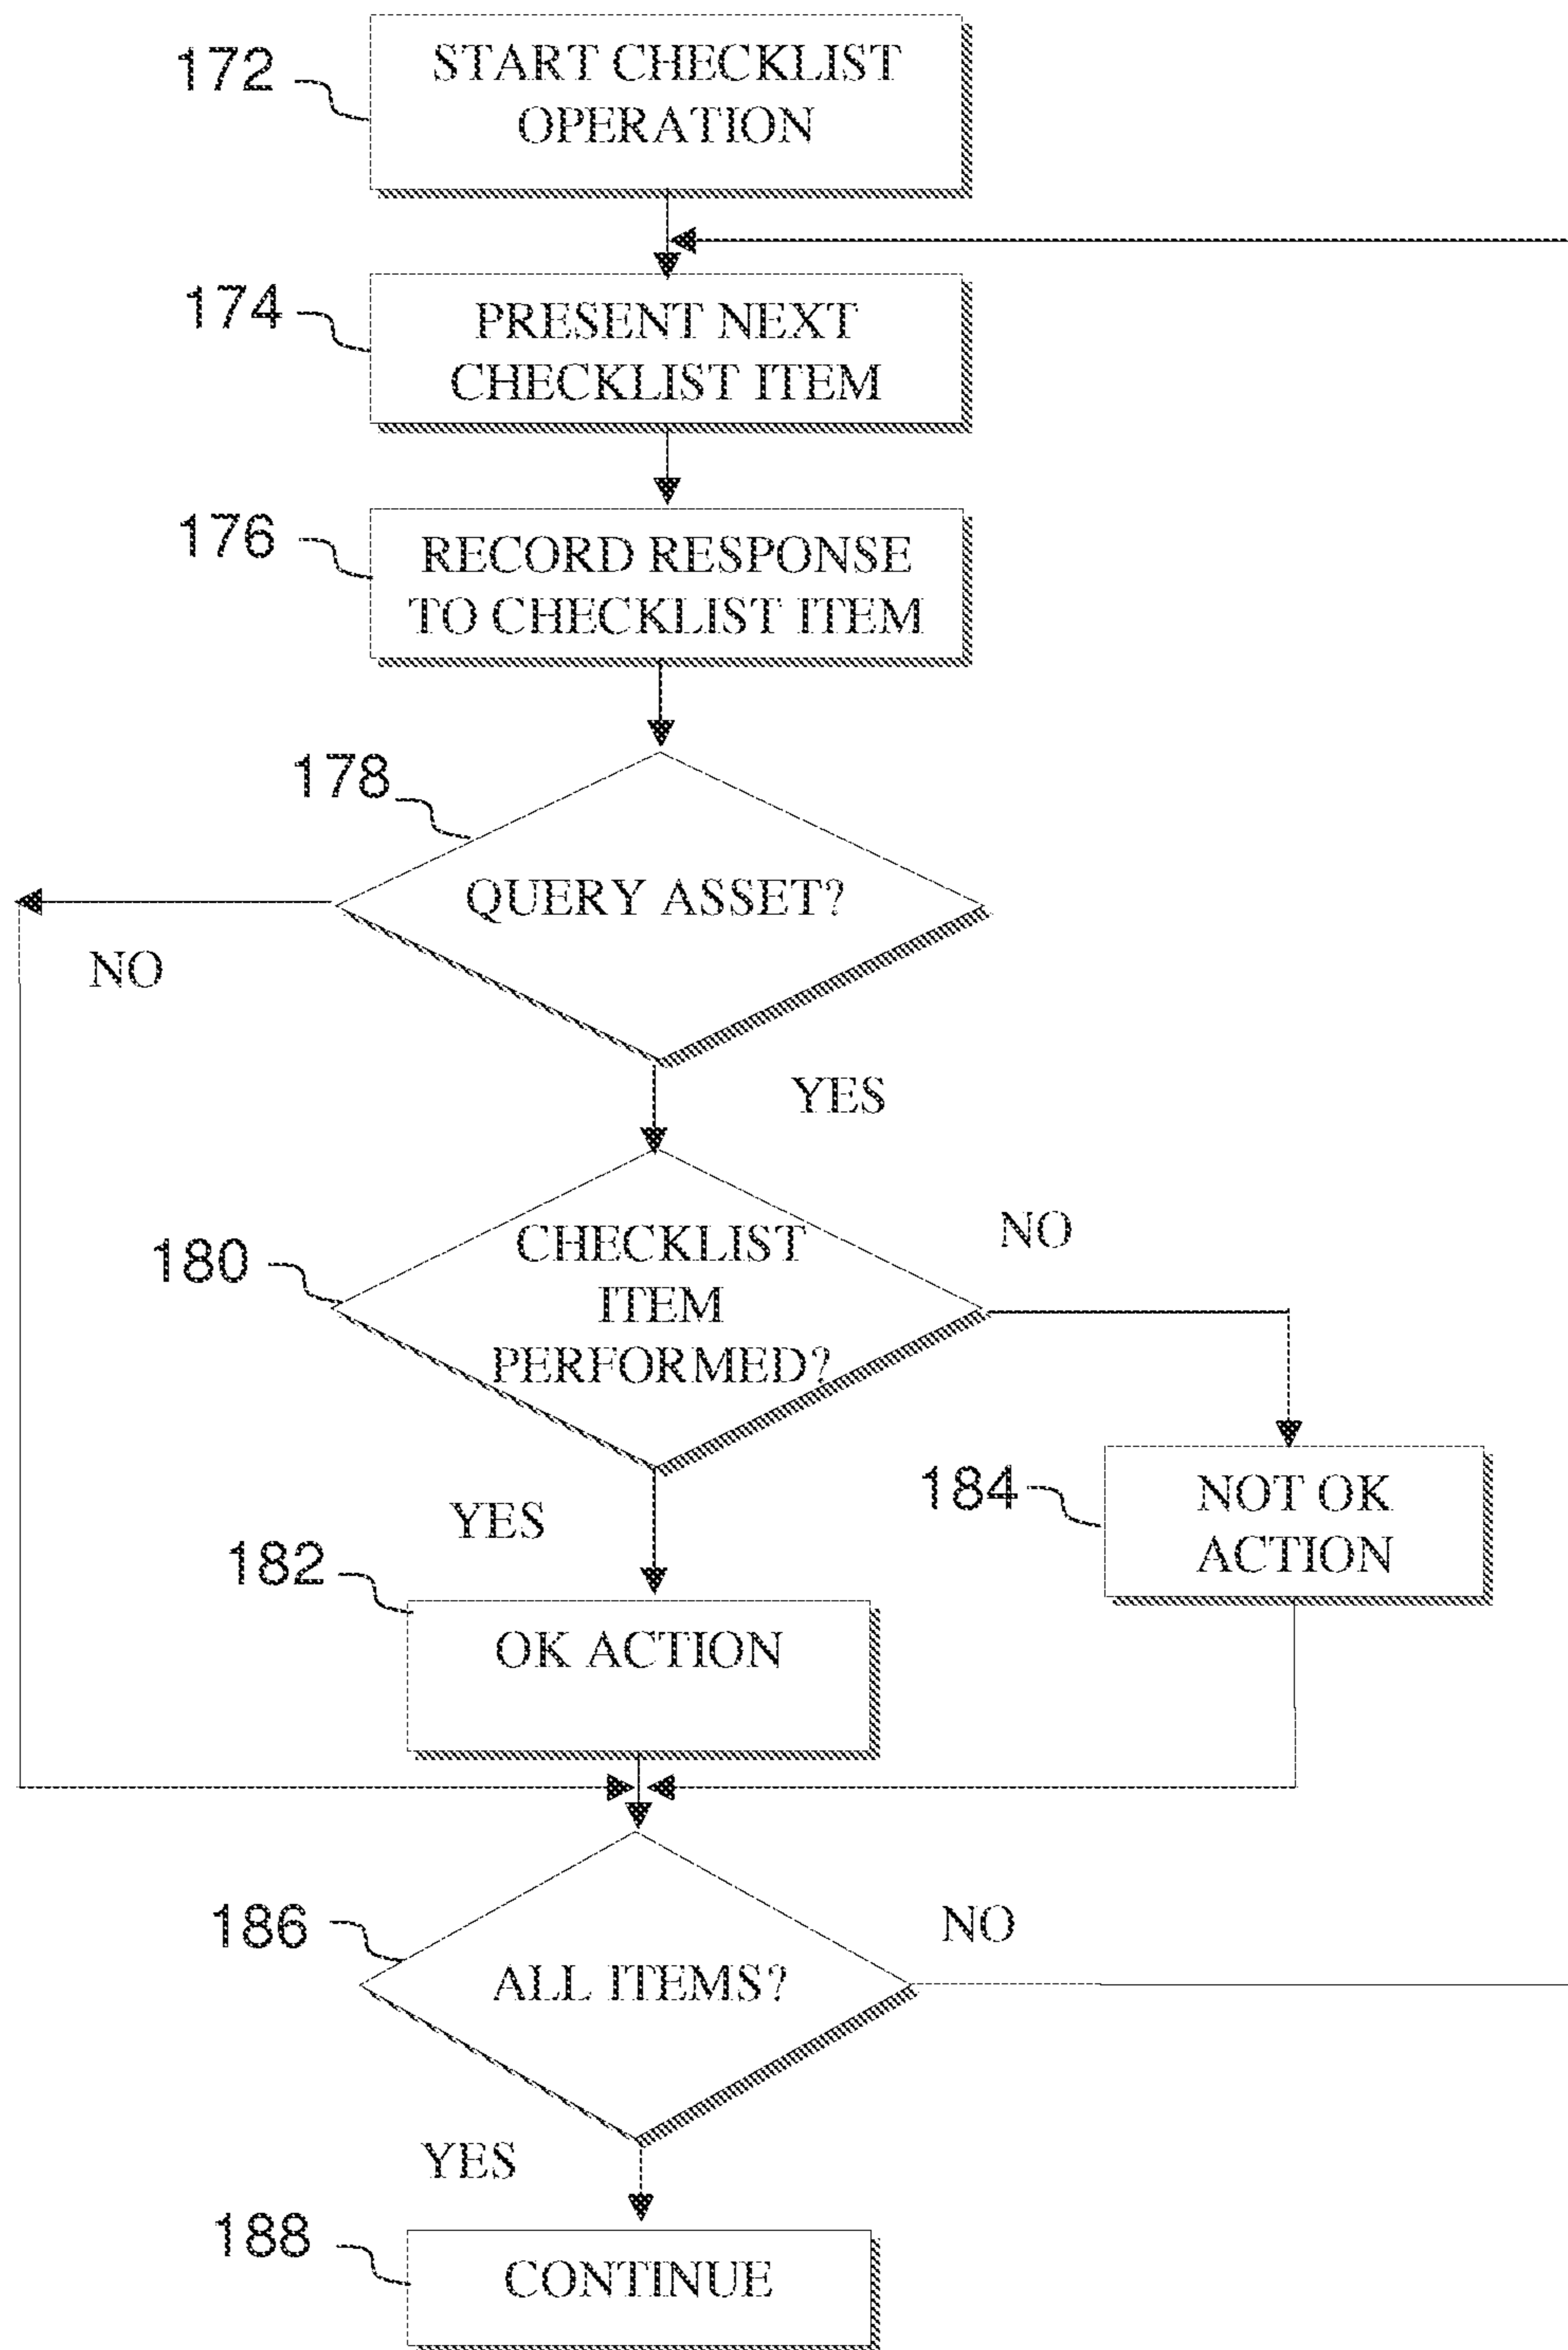 172
START CHECKLIST
OPERATION
174
PRESENT NEXT
CHECKLIST ITEM
176
RECORD RESPONSE
TO CHECKLIST ITEM
178
QUERY ASSET?
NO
YES
180
CHECKLIST
ITEM
PERFORMED?
NO
YES
184
NOT OK
ACTION
182
OK ACTION
186
ALL ITEMS?
NO
YES
188
CONTINUE